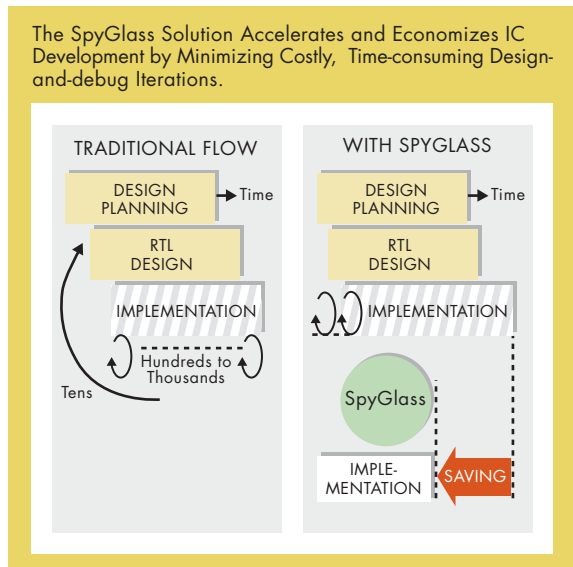 The SpyGlass Solution Accelerates and Economizes IC
Development by Minimizing Costly, Time-consuming Design-
and-debug Iterations.
TRADITIONAL FLOW
DESIGN
PLANNING
Time
RTL
DESIGN
IMPLEMENTATION
Hundreds to
Thousands
Tens
WITH SPYGLASS
DESIGN
PLANNING
Time
RTL
DESIGN
IMPLEMENTATION
SpyGlass
IMPLE-
MENTATION
SAVING